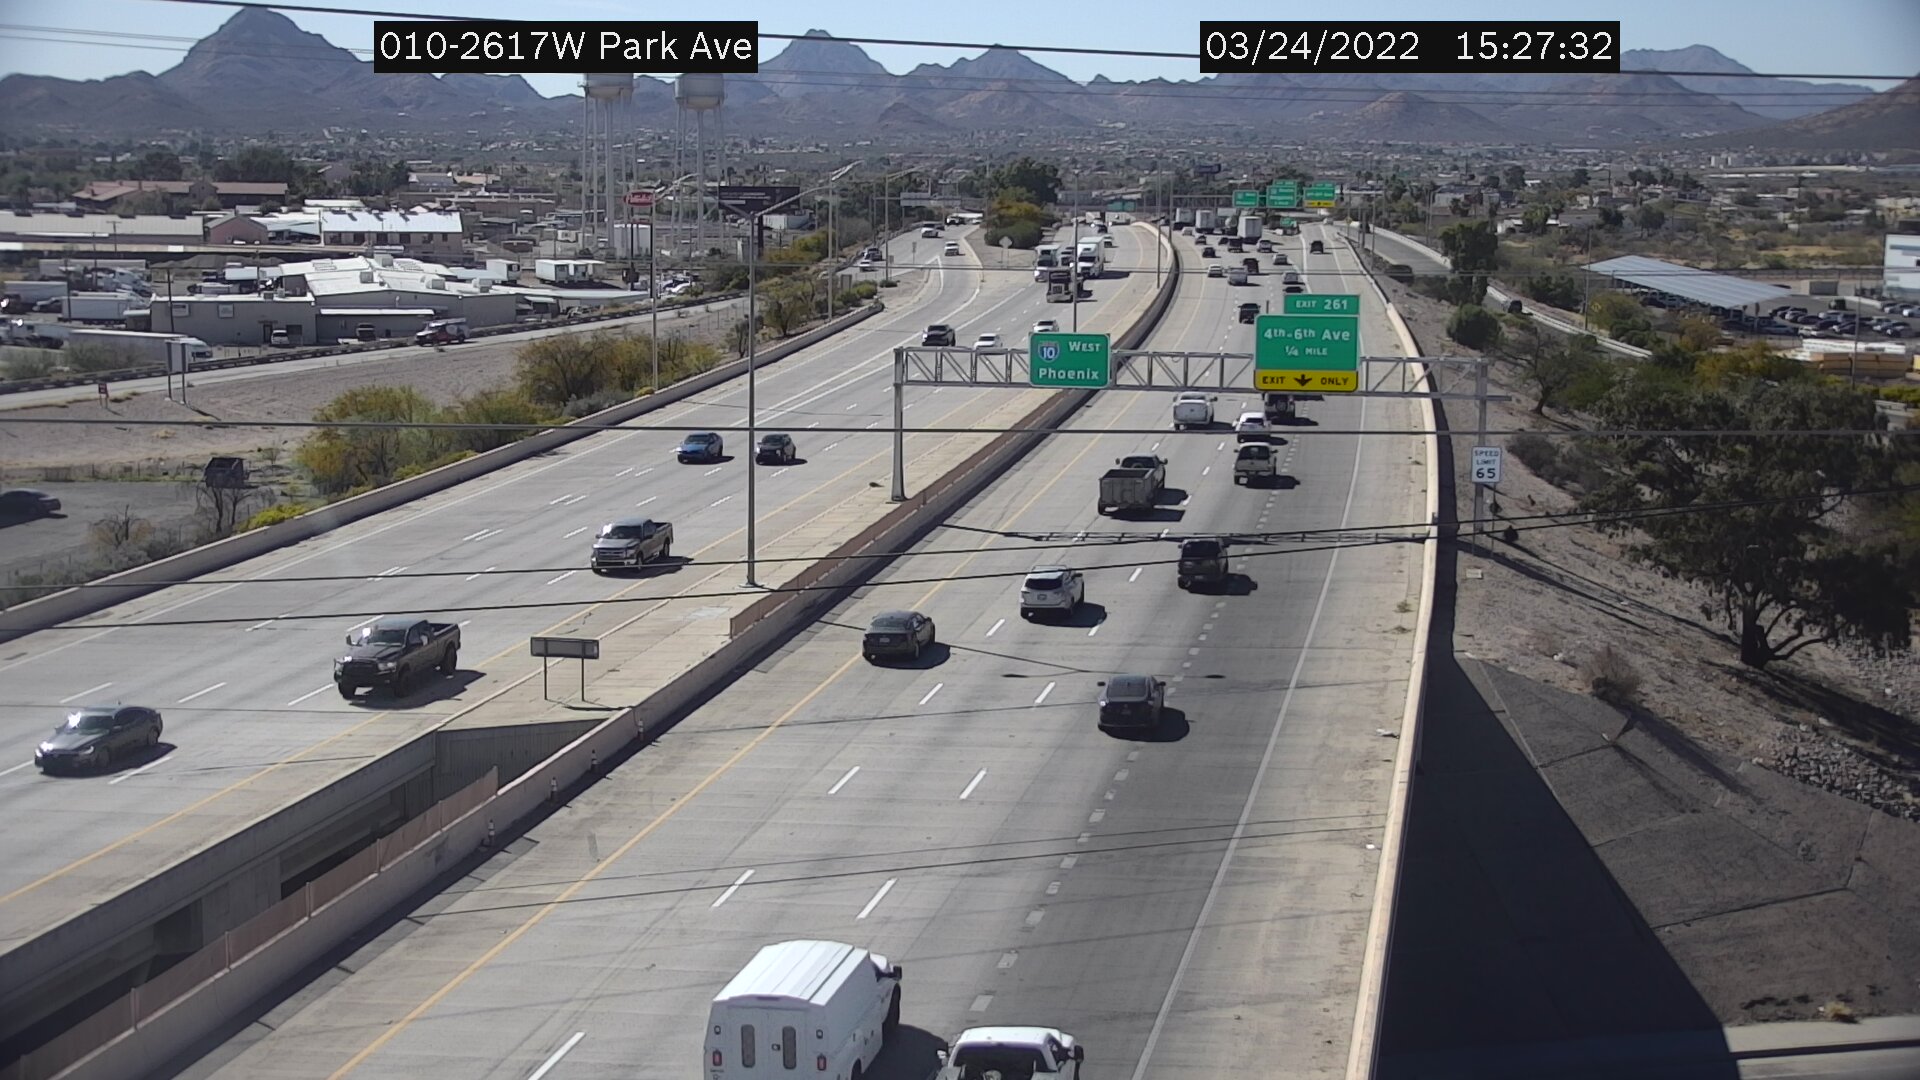 010-2617W Park Ave
03/24/2022 15:27:32
EXIT 261
4th-6th Ave
1/4 MILE
EXIT ONLY
10 WEST
Phoenix
SPEED
LIMIT
65